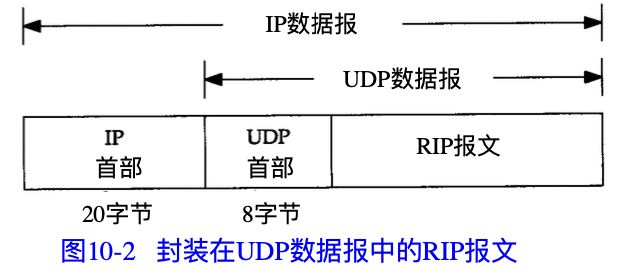 IP数据报
UDP数据报
IP
首部
UDP
首部
RIP报文
20字节
8字节
图10-2 封装在UDP数据报中的RIP报文